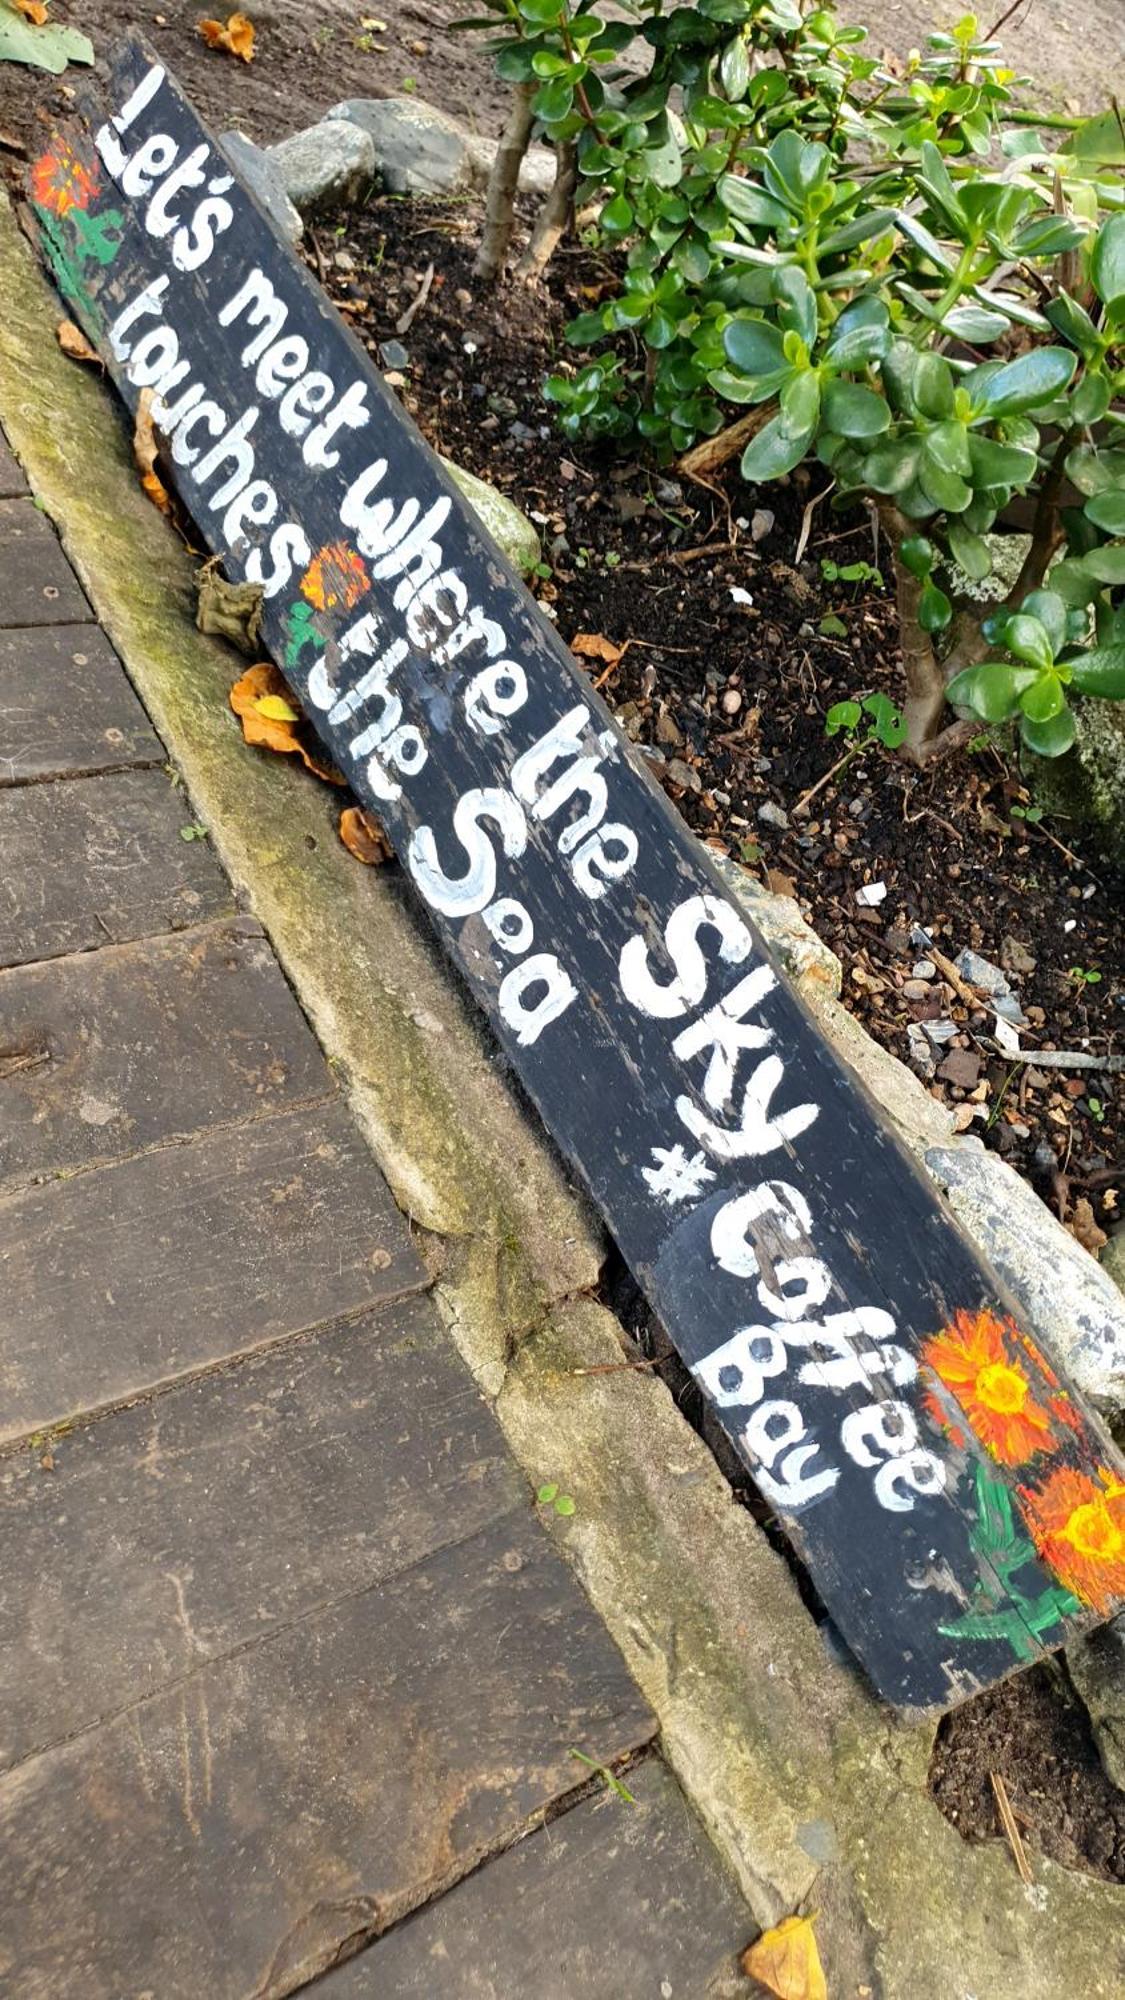 Let's meet where the Sky
touches the Sea
* Coffee
Bay